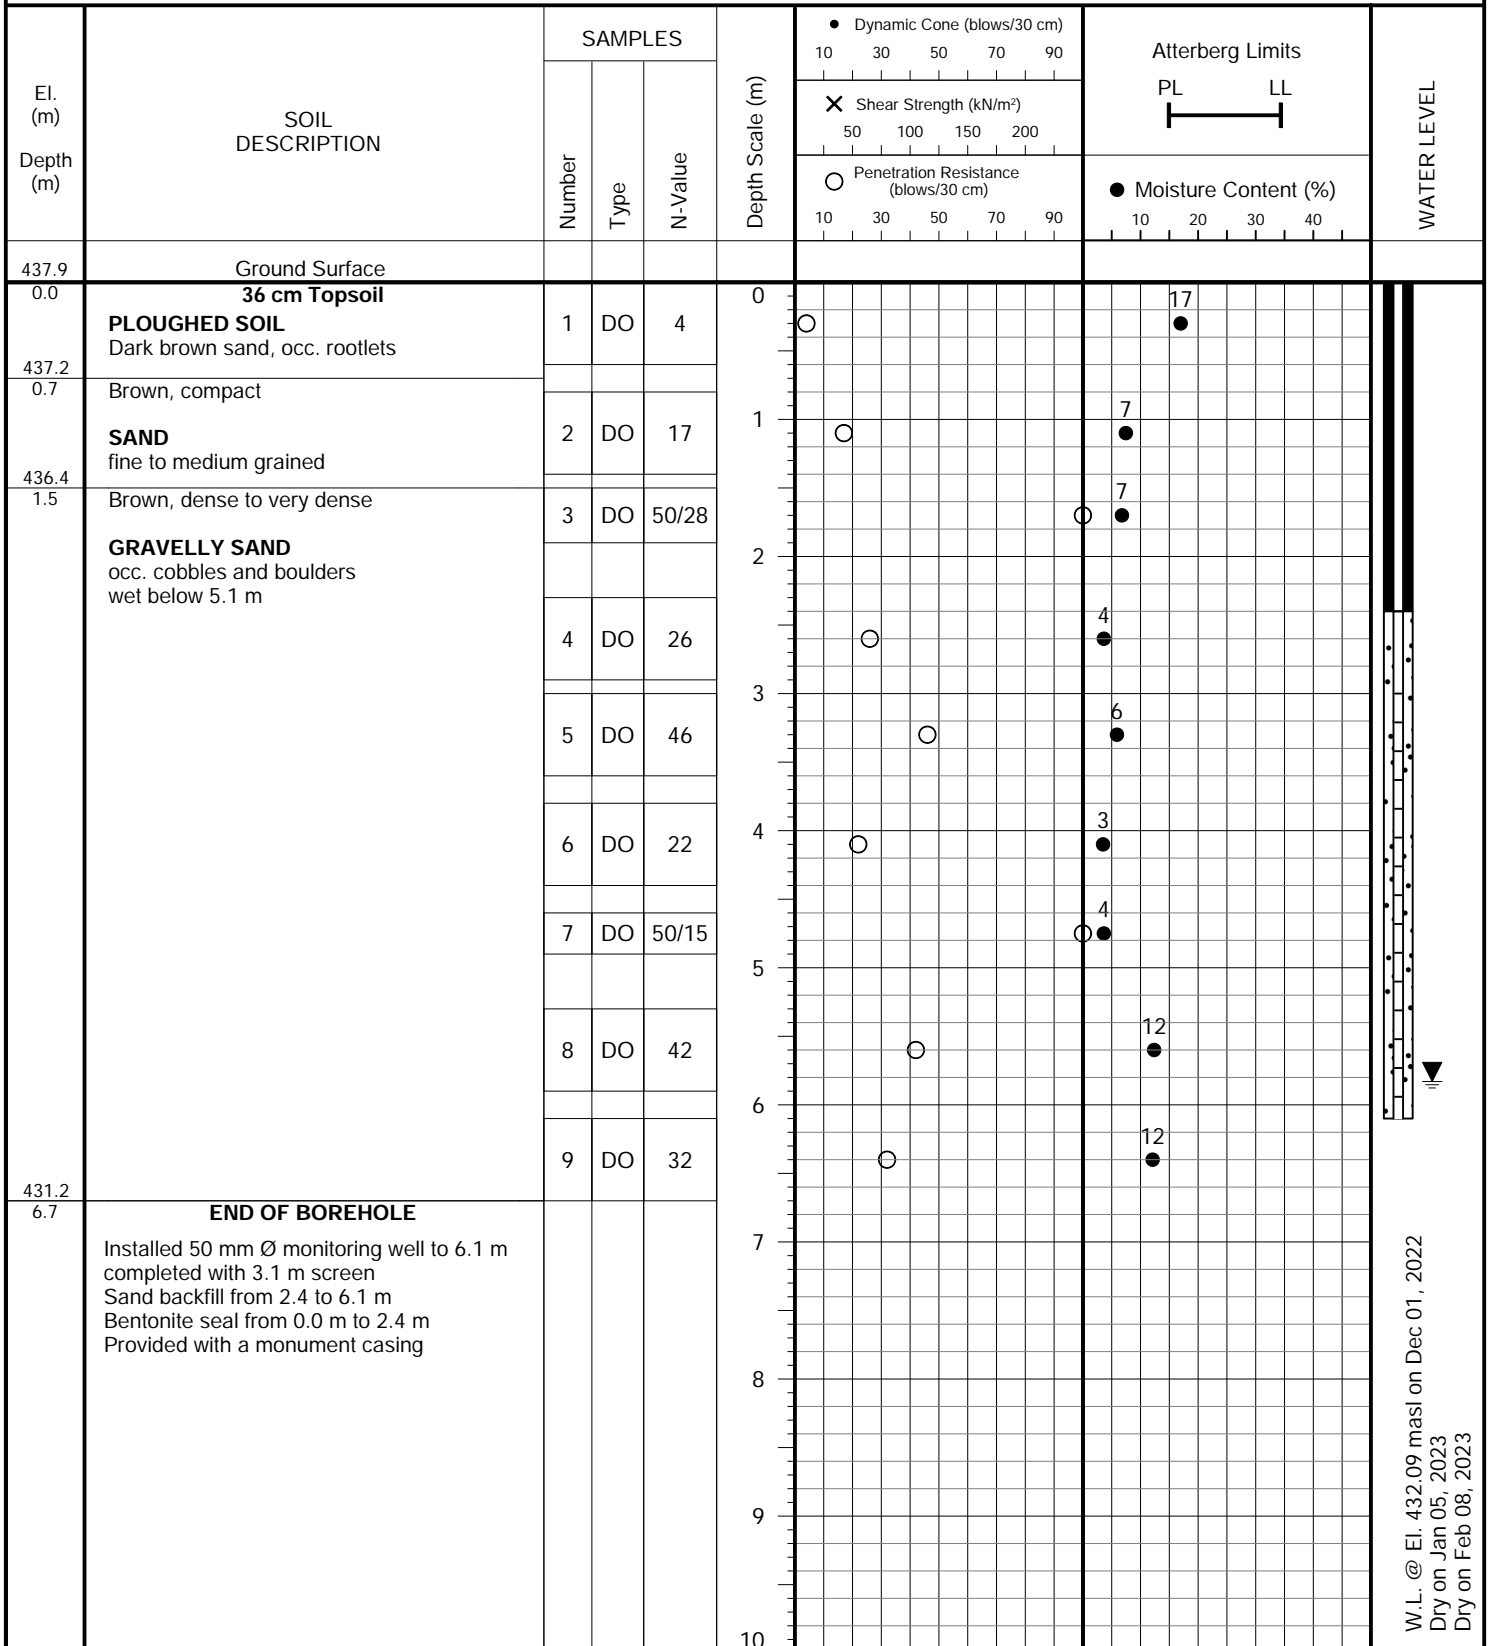 El.
(m)
Depth
(m)
SOIL
DESCRIPTION
SAMPLES
Number
Type
N-Value
Depth Scale (m)
Dynamic Cone (blows/30 cm)
10 30 50 70 90
Shear Strength (kN/m²)
50 100 150 200
Penetration Resistance
(blows/30 cm)
10 30 50 70 90
Atterberg Limits
PL LL
Moisture Content (%)
10 20 30 40
WATER LEVEL
437.9 Ground Surface
0.0 36 cm Topsoil
PLOUGHED SOIL
Dark brown sand, occ. rootlets
1 DO 4
0
17
437.2
0.7 Brown, compact
SAND
fine to medium grained
2 DO 17
1
7
436.4
1.5 Brown, dense to very dense
GRAVELLY SAND
occ. cobbles and boulders
wet below 5.1 m
3 DO 50/28
7
2
4 DO 26
4
3
5 DO 46
6
6 DO 22
4
3
7 DO 50/15
4
5
8 DO 42
12
6
9 DO 32
12
431.2
6.7 END OF BOREHOLE
Installed 50 mm Ø monitoring well to 6.1 m
completed with 3.1 m screen
Sand backfill from 2.4 to 6.1 m
Bentonite seal from 0.0 m to 2.4 m
Provided with a monument casing
7
8
9
10
W.L. @ El. 432.09 masl on Dec 01, 2022
Dry on Jan 05, 2023
Dry on Feb 08, 2023